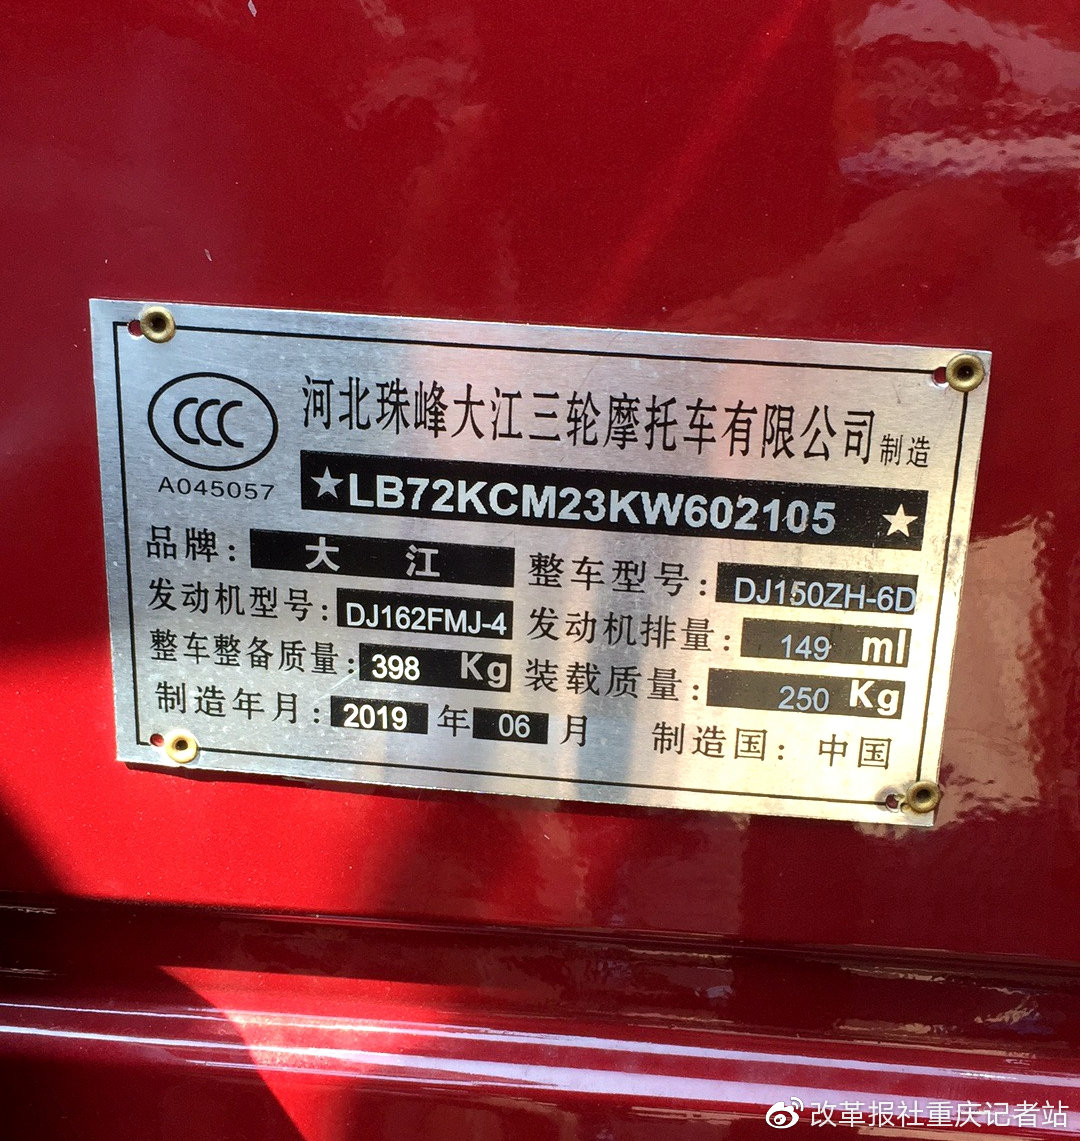 河北珠峰大江三轮摩托车有限公司制造
CCC
A045057
★LB72KCM23KW602105★
品牌：大江 整车型号：DJ150ZH-6D
发动机型号：DJ162FMJ-4 发动机排量：149 ml
整车整备质量：398 Kg 装载质量：250 Kg
制造年月：2019 年 06 月 制造国：中国
改革报社重庆记者站